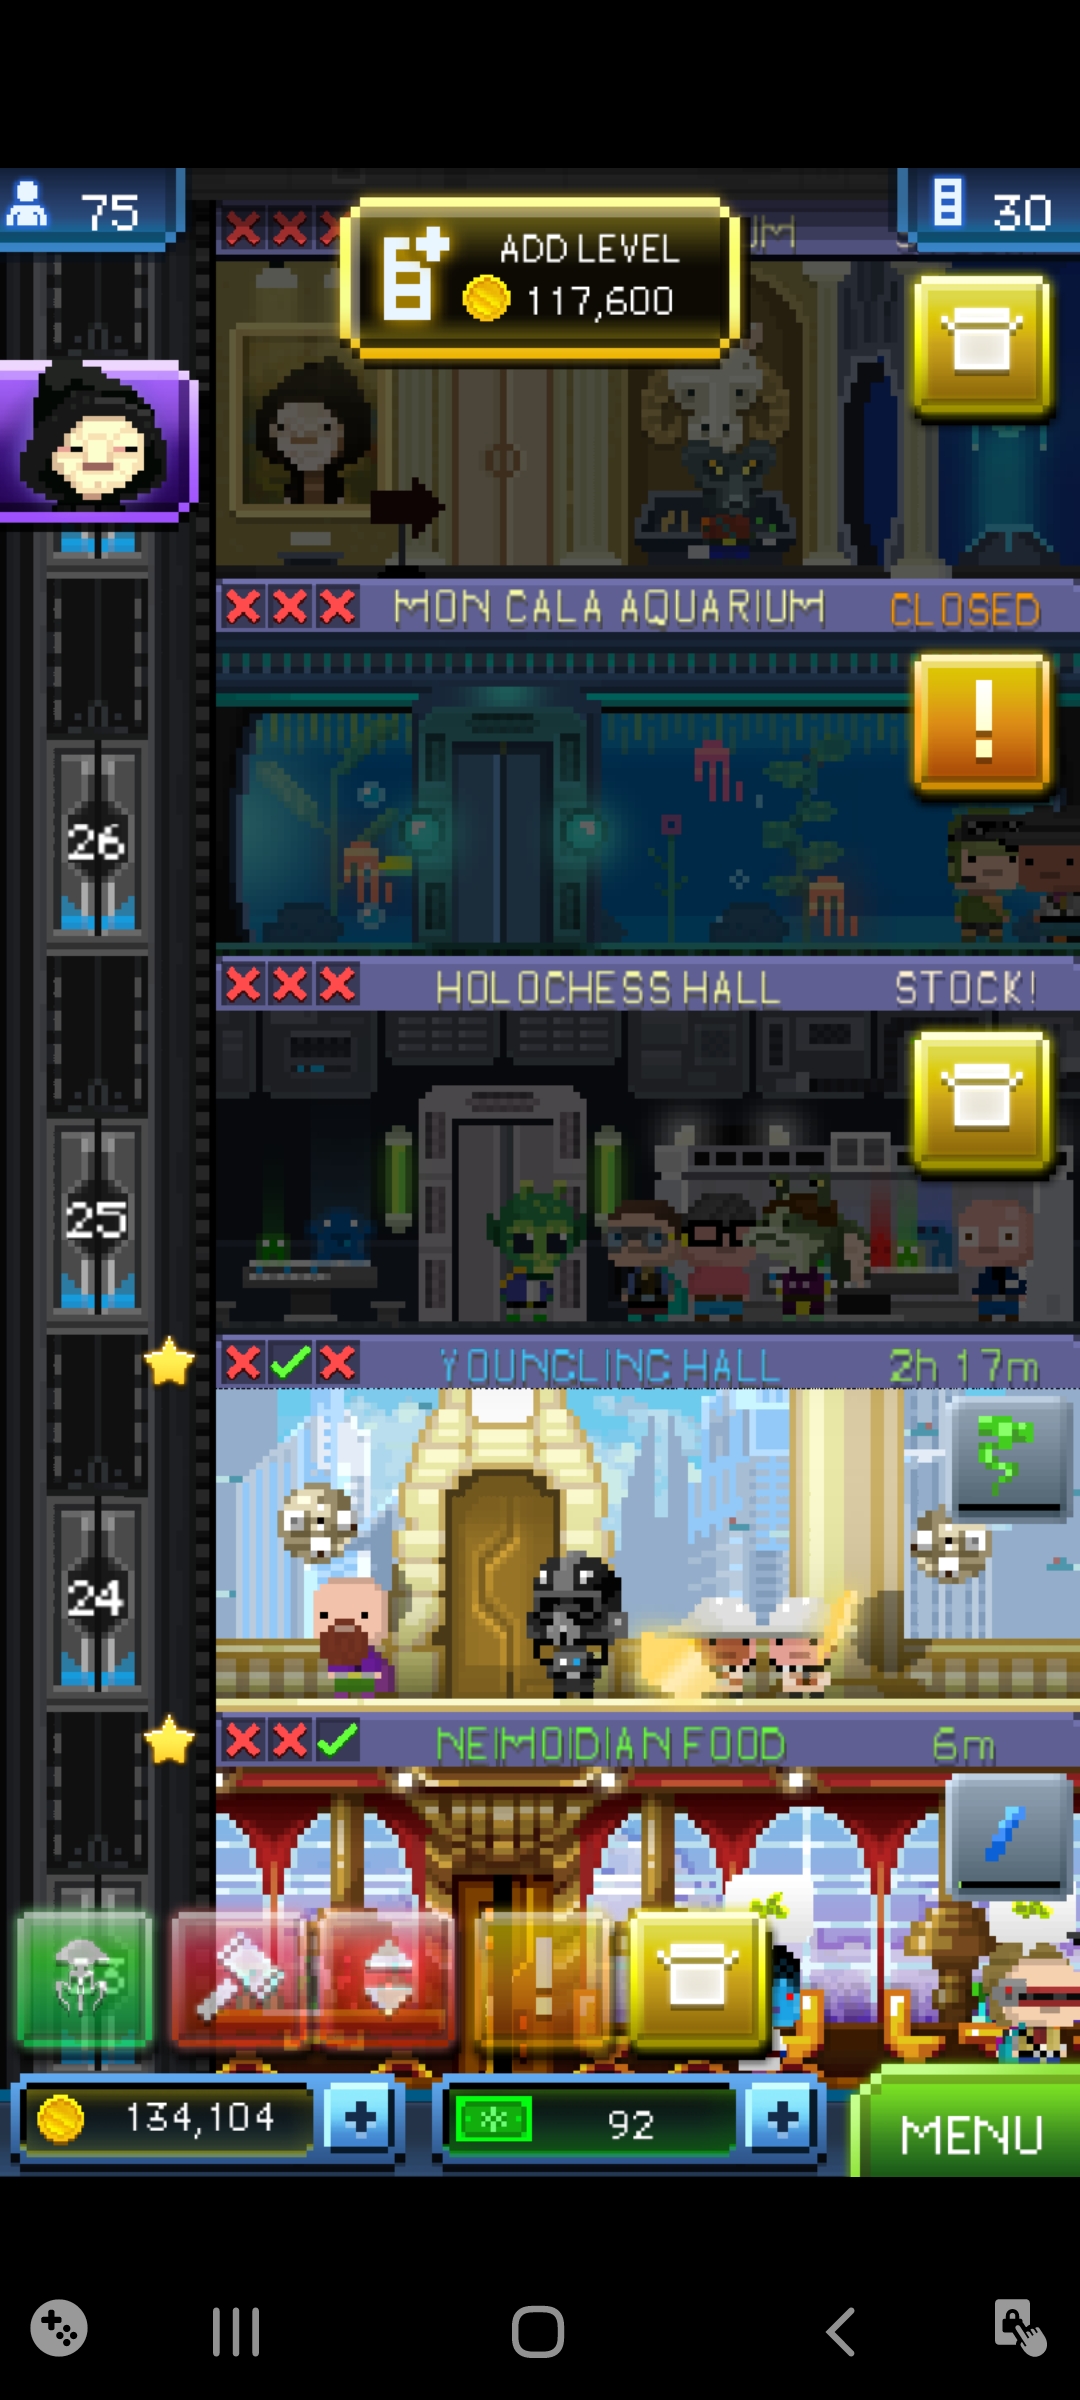 75
30
ADD LEVEL
117,600
UM
MON CALA AQUARIUM CLOSED
!
26
HOLOCHESS HALL STOCK!
25
YOUNGLING HALL 2h 17m
24
NEIMOIDIAN FOOD 6m
!
134,104 +
92 +
MENU